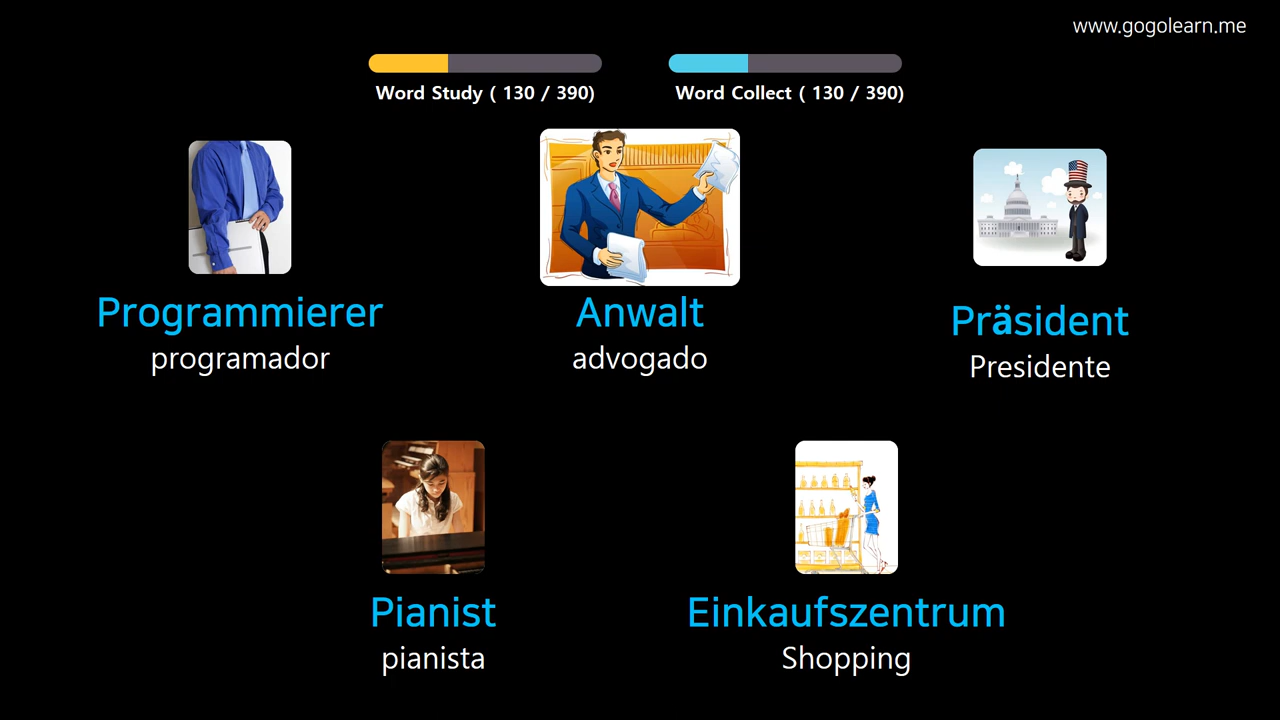 www.gogolearn.me
Word Study ( 130 / 390)
Word Collect ( 130 / 390)
Programmierer
programador
Anwalt
advogado
Präsident
Presidente
Pianist
pianista
Einkaufszentrum
Shopping